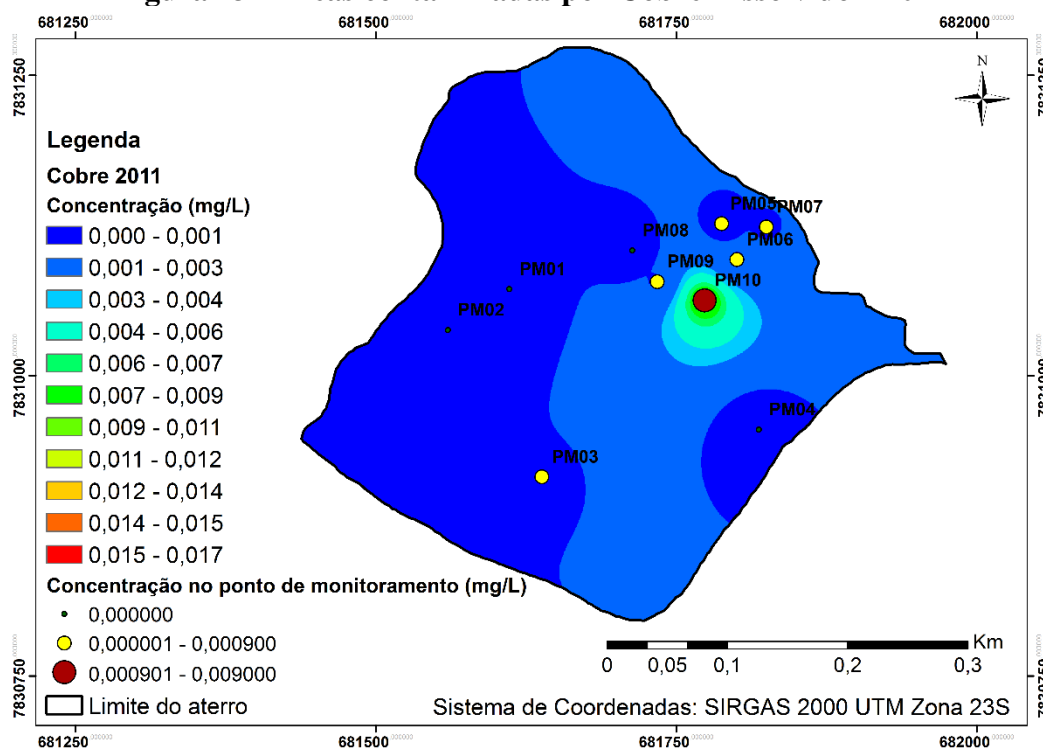 681250 681500 681750 682000
7831250 7831250
N
Legenda
Cobre 2011
Concentração (mg/L)
0,000 - 0,001
0,001 - 0,003
0,003 - 0,004
0,004 - 0,006
0,006 - 0,007
0,007 - 0,009
0,009 - 0,011
0,011 - 0,012
0,012 - 0,014
0,014 - 0,015
0,015 - 0,017
Concentração no ponto de monitoramento (mg/L)
0,000000
0,000001 - 0,000900
0,000901 - 0,009000
Limite do aterro
PM05
PM07
PM08
PM06
PM09
PM01
PM10
PM02
PM04
PM03
7831000 7831000
Km
0 0,05 0,1 0,2 0,3
Sistema de Coordenadas: SIRGAS 2000 UTM Zona 23S
7830750 7830750
681250 681500 681750 682000